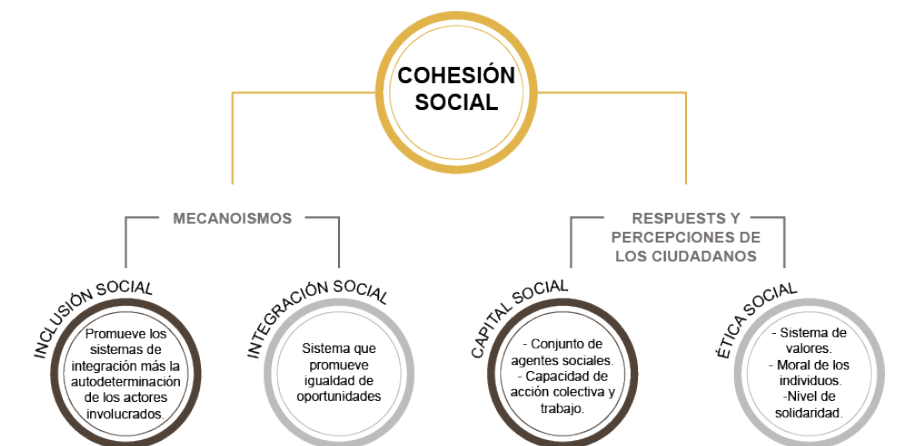 COHESIÓN
SOCIAL
MECANOISMOS
RESPUESTS Y
PERCEPCIONES DE
LOS CIUDADANOS
INCLUSIÓN SOCIAL
Promueve los
sistemas de
integración más la
autodeterminación
de los actores
involucrados.
INTEGRACIÓN SOCIAL
Sistema que
promueve
igualdad de
oportunidades
CAPITAL SOCIAL
- Conjunto de
agentes sociales.
- Capacidad de
acción colectiva y
trabajo.
ÉTICA SOCIAL
- Sistema de
valores.
- Moral de los
individuos.
-Nivel de
solidaridad.